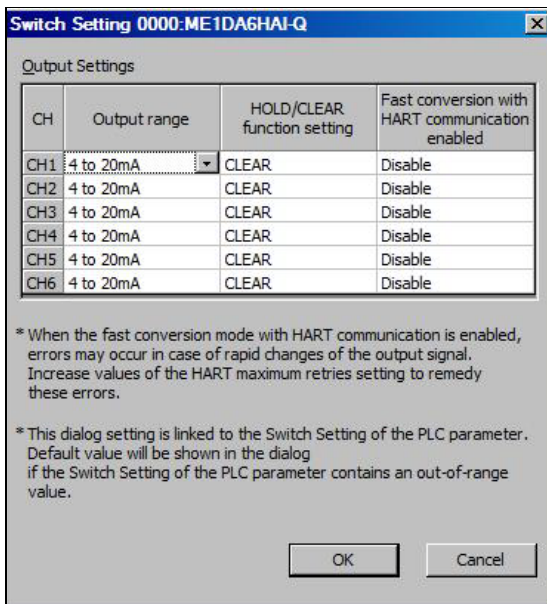 Switch Setting 0000:ME1DA6HAI-Q
Output Settings
CH Output range HOLD/CLEAR function setting Fast conversion with HART communication enabled
CH1 4 to 20mA CLEAR Disable
CH2 4 to 20mA CLEAR Disable
CH3 4 to 20mA CLEAR Disable
CH4 4 to 20mA CLEAR Disable
CH5 4 to 20mA CLEAR Disable
CH6 4 to 20mA CLEAR Disable
* When the fast conversion mode with HART communication is enabled,
errors may occur in case of rapid changes of the output signal.
Increase values of the HART maximum retries setting to remedy
these errors.
* This dialog setting is linked to the Switch Setting of the PLC parameter.
Default value will be shown in the dialog
if the Switch Setting of the PLC parameter contains an out-of-range
value.
OK Cancel